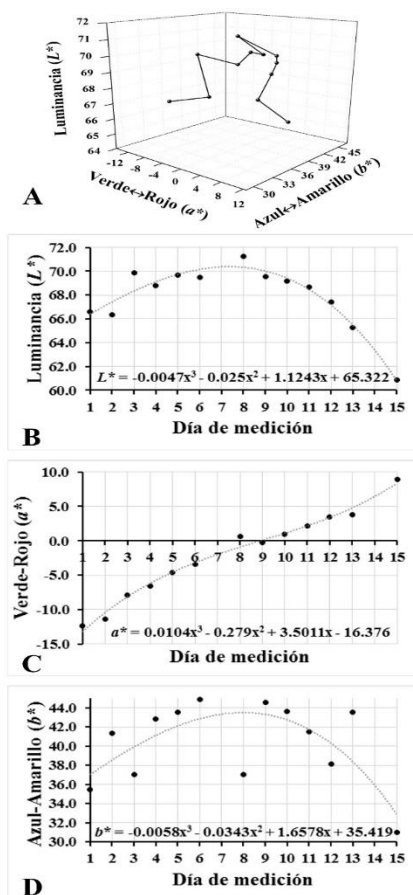 72
71
70
69
68
67
66
65
64
Luminancia (L*)
-12
-8
-4
0
4
8
12
Verde↔Rojo (a*)
30
33
36
39
42
45
Azul↔Amarillo (b*)
A
72.0
70.0
68.0
66.0
64.0
62.0
60.0
Luminancia (L*)
L* = -0.0047x³ - 0.025x² + 1.1243x + 65.322
1 2 3 4 5 6 7 8 9 10 11 12 13 14 15
Día de medición
B
10.0
5.0
0.0
-5.0
-10.0
-15.0
Verde-Rojo (a*)
1 2 3 4 5 6 7 8 9 10 11 12 13 14 15
a* = 0.0104x³ - 0.279x² + 3.5011x - 16.376
Día de medición
C
44.0
42.0
40.0
38.0
36.0
34.0
32.0
30.0
Azul-Amarillo (b*)
b* = -0.0058x³ - 0.0343x² + 1.6578x + 35.419
1 2 3 4 5 6 7 8 9 10 11 12 13 14 15
Día de medición
D